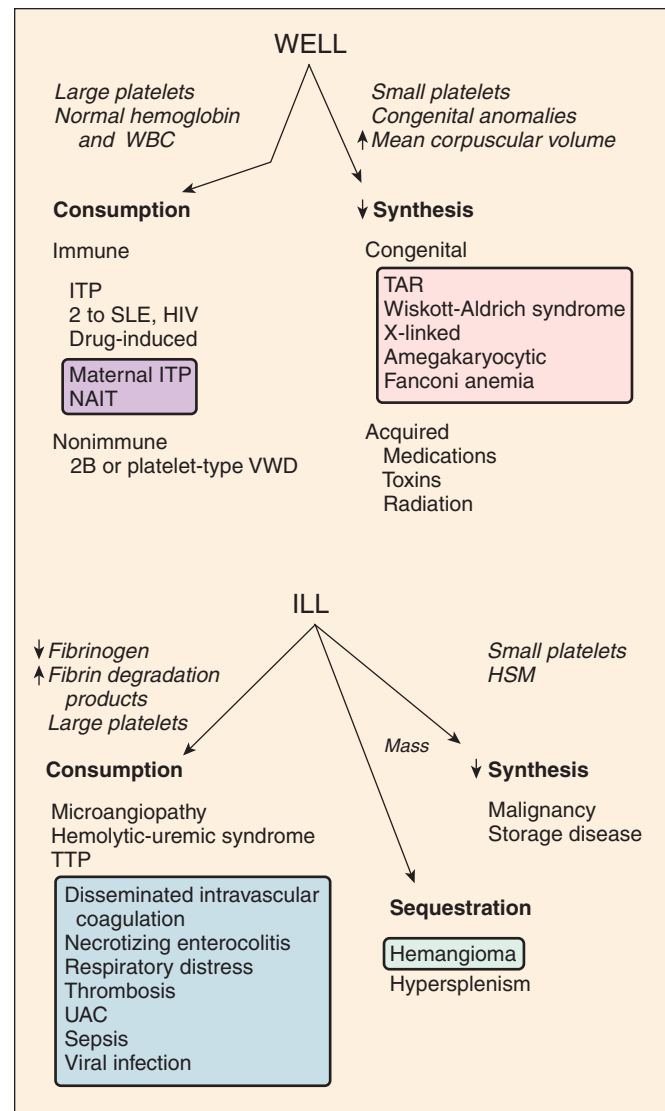 WELL
Large platelets
Normal hemoglobin
and WBC
Small platelets
Congenital anomalies
↑ Mean corpuscular volume
Consumption
Immune
ITP
2 to SLE, HIV
Drug-induced
Maternal ITP
NAIT
Nonimmune
2B or platelet-type VWD
↓ Synthesis
Congenital
TAR
Wiskott-Aldrich syndrome
X-linked
Amegakaryocytic
Fanconi anemia
Acquired
Medications
Toxins
Radiation
ILL
↓ Fibrinogen
↑ Fibrin degradation
products
Large platelets
Small platelets
HSM
Mass
Consumption
Microangiopathy
Hemolytic-uremic syndrome
TTP
Disseminated intravascular
coagulation
Necrotizing enterocolitis
Respiratory distress
Thrombosis
UAC
Sepsis
Viral infection
↓ Synthesis
Malignancy
Storage disease
Sequestration
Hemangioma
Hypersplenism